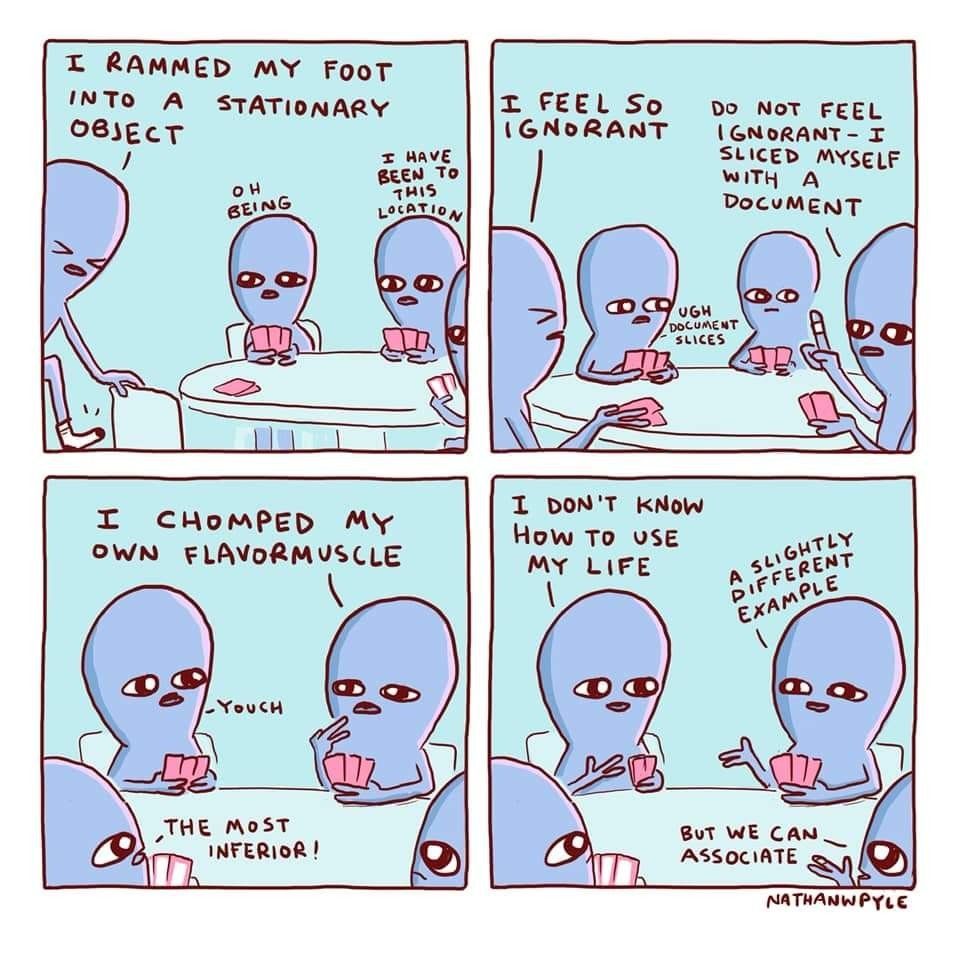 I RAMMED MY FOOT
INTO A STATIONARY
OBJECT
OH
BEING
I HAVE
BEEN TO
THIS
LOCATION
I FEEL SO
IGNORANT
DO NOT FEEL
IGNORANT - I
SLICED MYSELF
WITH A
DOCUMENT
UGH
DOCUMENT
SLICES
I CHOMPED MY
OWN FLAVORMUSCLE
YOUCH
THE MOST
INFERIOR!
I DON'T KNOW
HOW TO USE
MY LIFE
A SLIGHTLY
DIFFERENT
EXAMPLE
BUT WE CAN
ASSOCIATE
NATHANWPYLE